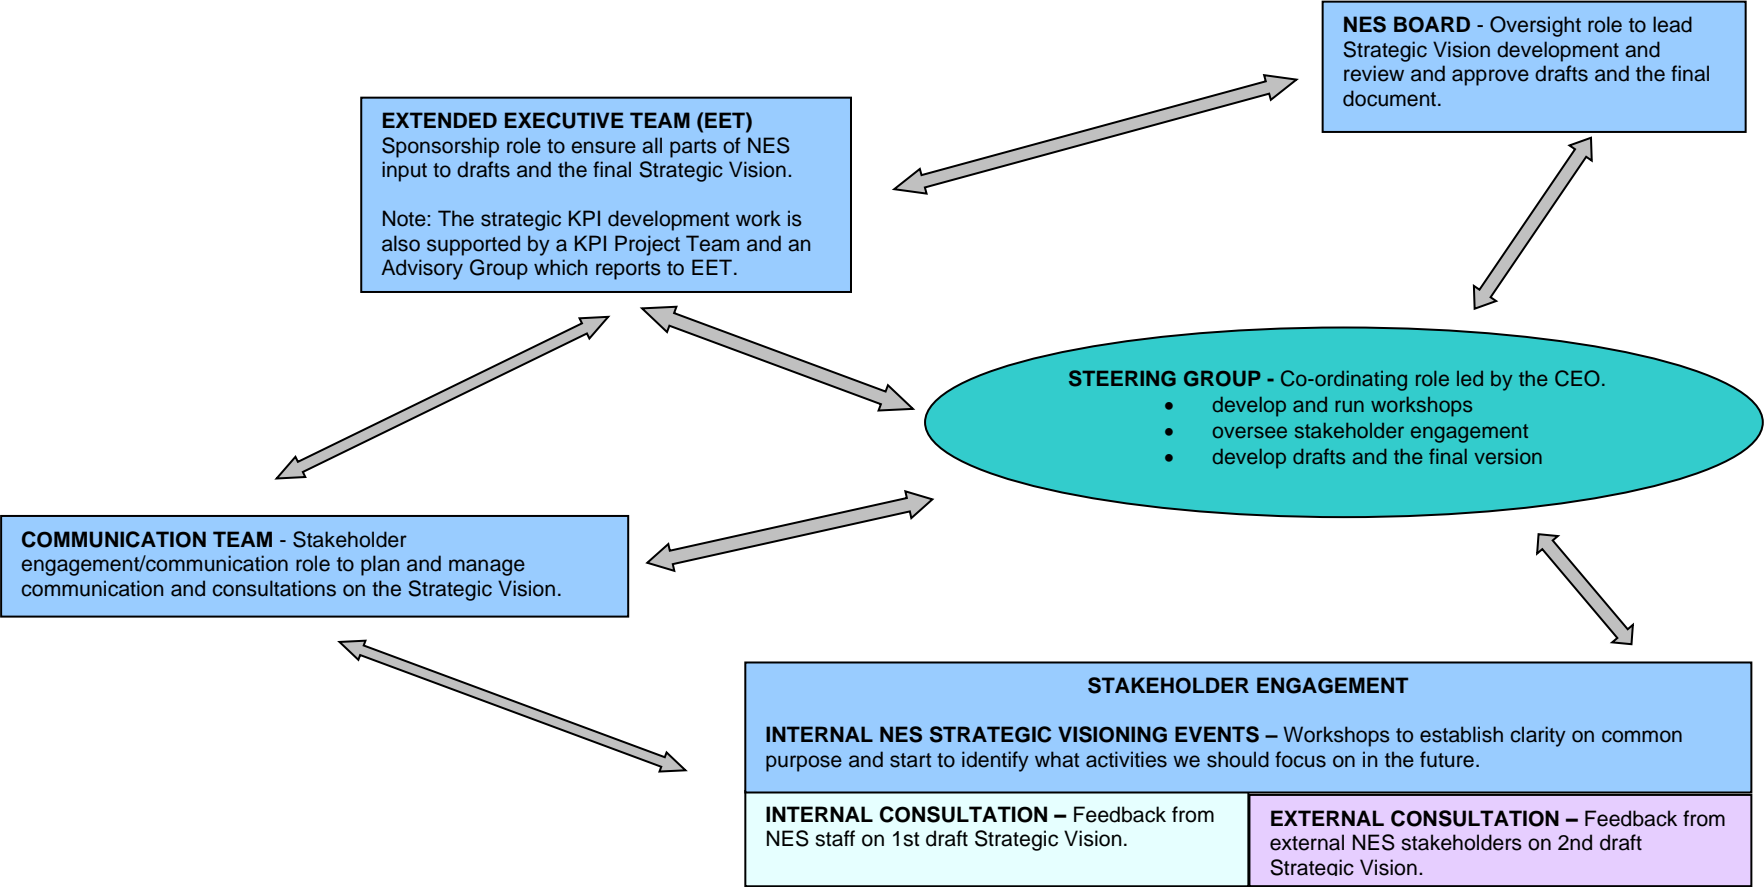 NES BOARD - Oversight role to lead
Strategic Vision development and
review and approve drafts and the final
document.
EXTENDED EXECUTIVE TEAM (EET)
Sponsorship role to ensure all parts of NES
input to drafts and the final Strategic Vision.
Note: The strategic KPI development work is
also supported by a KPI Project Team and an
Advisory Group which reports to EET.
STEERING GROUP - Co-ordinating role led by the CEO.
• develop and run workshops
• oversee stakeholder engagement
• develop drafts and the final version
COMMUNICATION TEAM - Stakeholder
engagement/communication role to plan and manage
communication and consultations on the Strategic Vision.
STAKEHOLDER ENGAGEMENT
INTERNAL NES STRATEGIC VISIONING EVENTS – Workshops to establish clarity on common
purpose and start to identify what activities we should focus on in the future.
INTERNAL CONSULTATION – Feedback from
NES staff on 1st draft Strategic Vision.
EXTERNAL CONSULTATION – Feedback from
external NES stakeholders on 2nd draft
Strategic Vision.